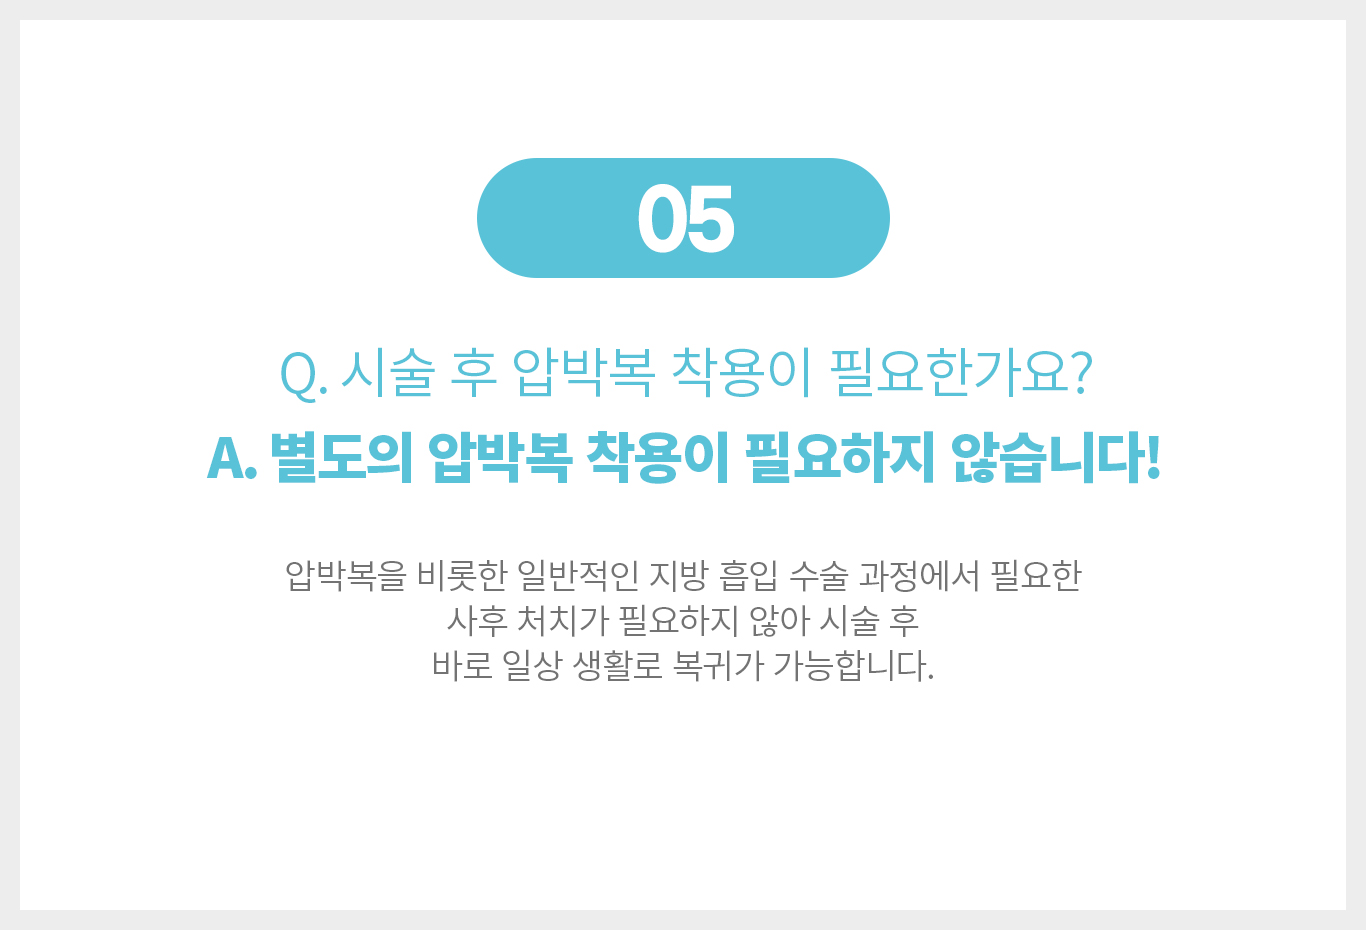 05
Q. 시술 후 압박복 착용이 필요한가요?
A. 별도의 압박복 착용이 필요하지 않습니다!
압박복을 비롯한 일반적인 지방 흡입 수술 과정에서 필요한
사후 처치가 필요하지 않아 시술 후
바로 일상 생활로 복귀가 가능합니다.